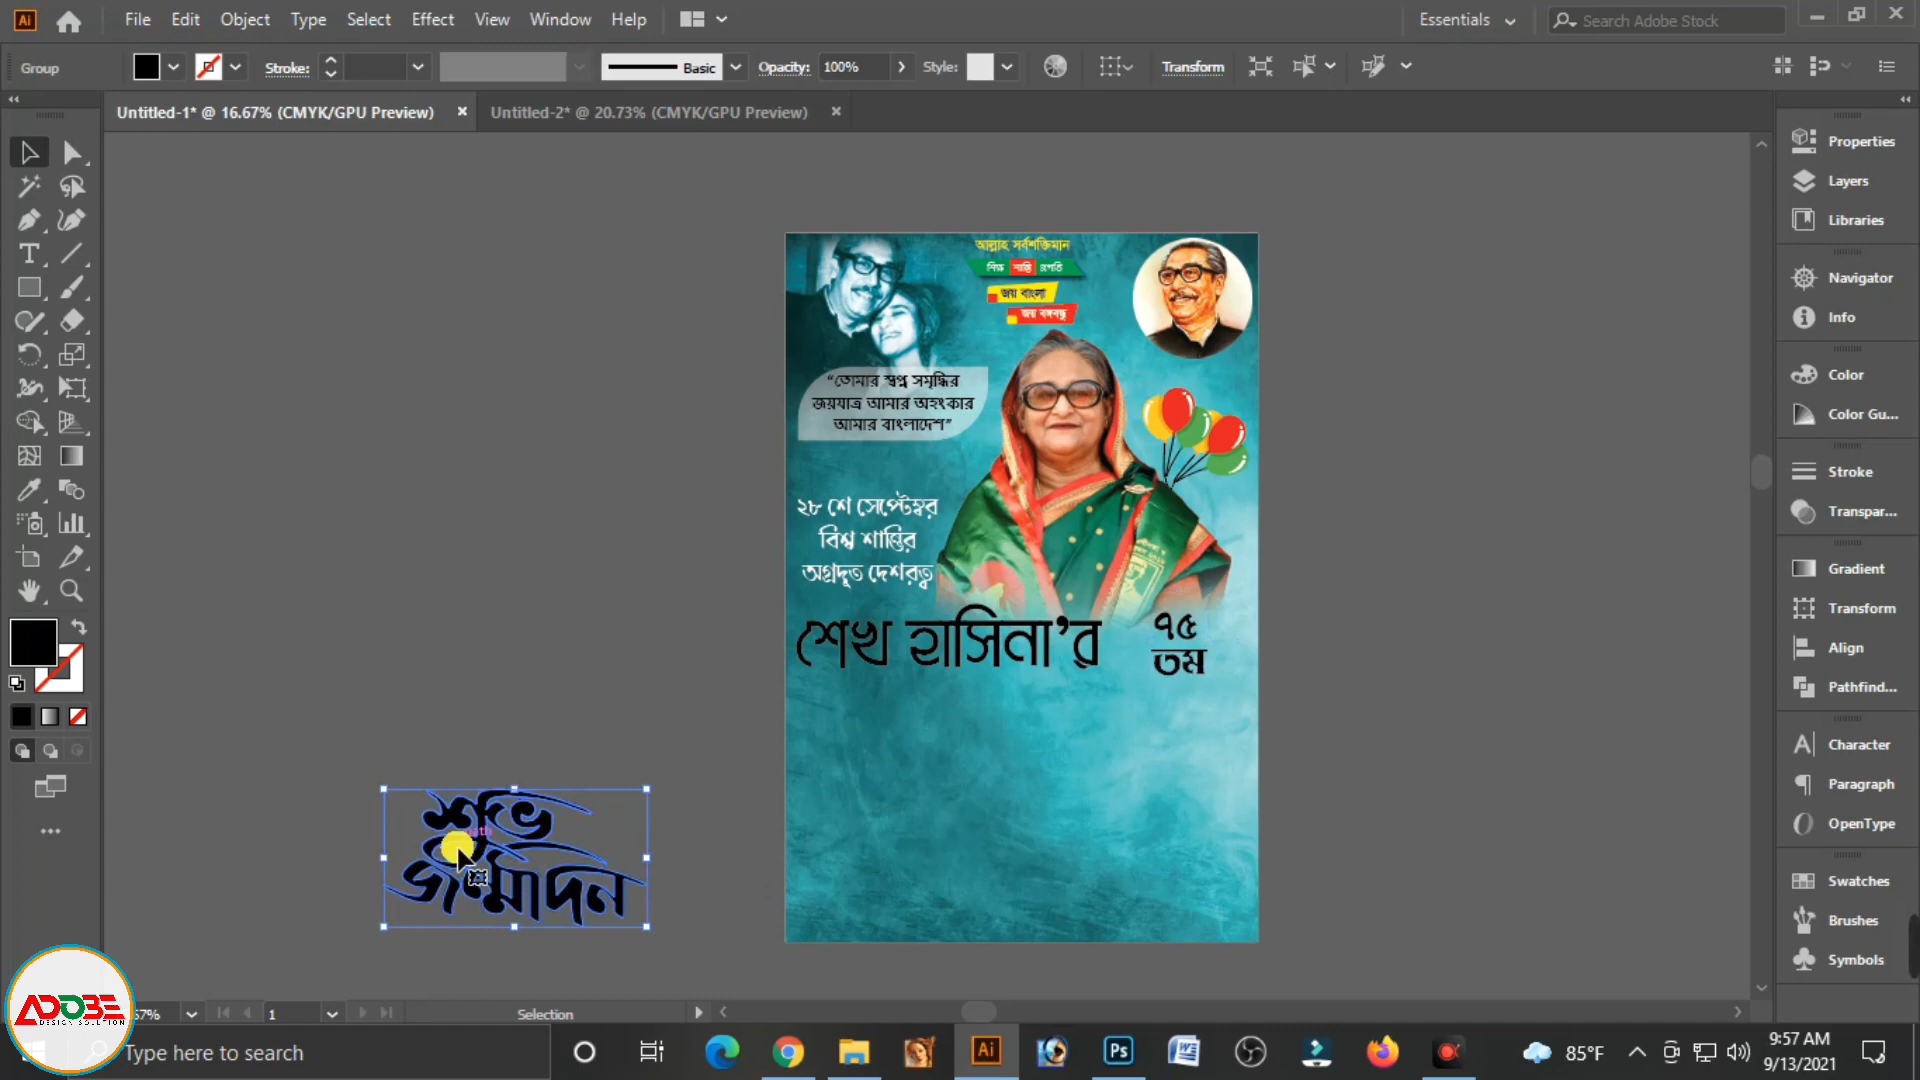 File Edit Object Type Select Effect View Window Help
Essentials
Search Adobe Stock
Group
Stroke:
Basic
Opacity: 100%
Style:
Transform
Untitled-1* @ 16.67% (CMYK/GPU Preview)
Untitled-2* @ 20.73% (CMYK/GPU Preview)
Properties
Layers
Libraries
Navigator
Info
Color
Color Gu...
Stroke
Transpar...
Gradient
Transform
Align
Pathfind...
Character
Paragraph
OpenType
Swatches
Brushes
Symbols
আল্লাহ সর্বশক্তিমান
শিক্ষা শান্তি প্রগতি
জয় বাংলা
জয় বঙ্গবন্ধু
“তোমার স্বপ্ন সমৃদ্ধির
জয়যাত্র আমার অহংকার
আমার বাংলাদেশ”
২৮ শে সেপ্টেম্বর
বিশ্ব শান্তির
অগ্রদূত দেশরত্ন
শেখ হাসিনা’র
৭৫
তম
শুভ
জন্মদিন
ADOBE
DESIGN SOLUTION
1
Selection
Type here to search
85°F
9:57 AM
9/13/2021